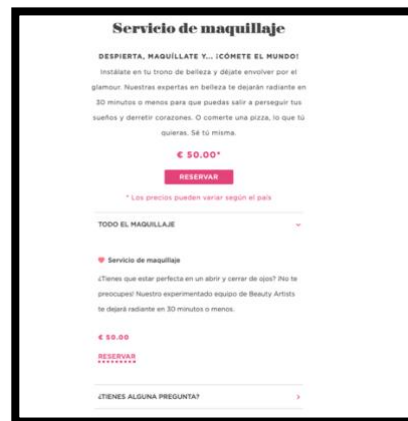 Servicio de maquillaje
DESPIERTA, MAQUÍLLATE Y... ¡CÓMETE EL MUNDO!
Instálate en tu trono de belleza y déjate envolver por el
glamour. Nuestras expertas en belleza te dejarán radiante en
30 minutos o menos para que puedas salir a perseguir tus
sueños y derretir corazones. O comerte una pizza, lo que tú
quieras. Sé tú misma.
€ 50.00*
RESERVAR
* Los precios pueden variar según el país
TODO EL MAQUILLAJE
Servicio de maquillaje
¿Tienes que estar perfecta en un abrir y cerrar de ojos? ¡No te
preocupes! Nuestro experimentado equipo de Beauty Artists
te dejará radiante en 30 minutos o menos.
€ 50.00
RESERVAR
¿TIENES ALGUNA PREGUNTA?